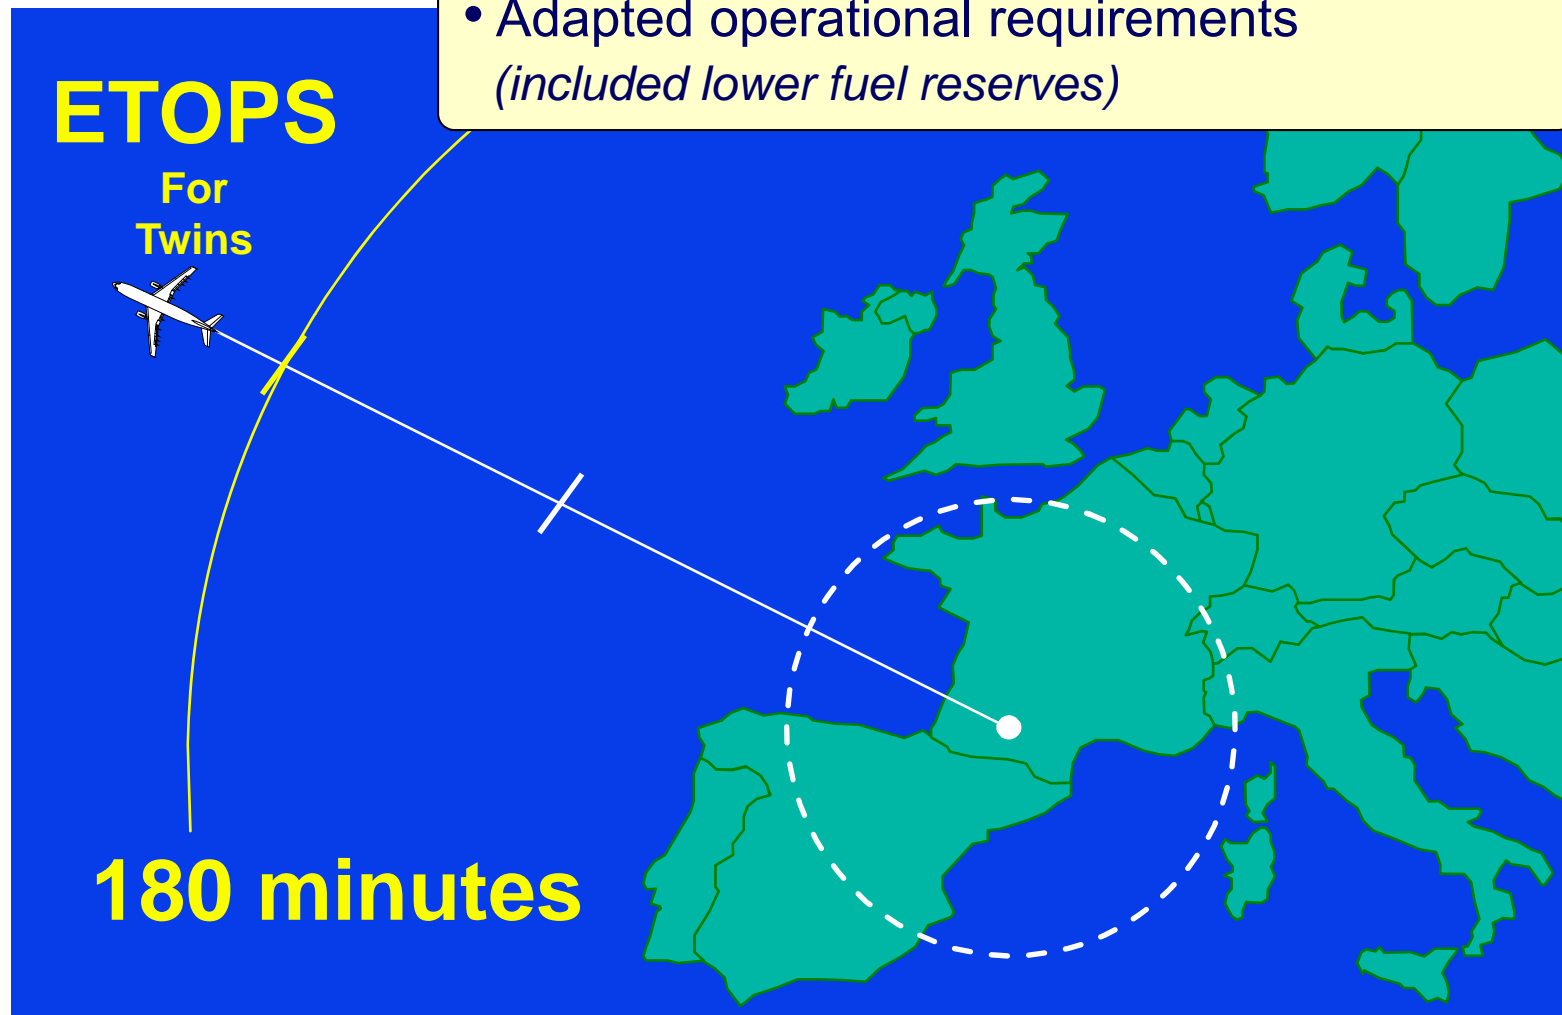 • Adapted operational requirements
(included lower fuel reserves)
ETOPS
For
Twins
180 minutes